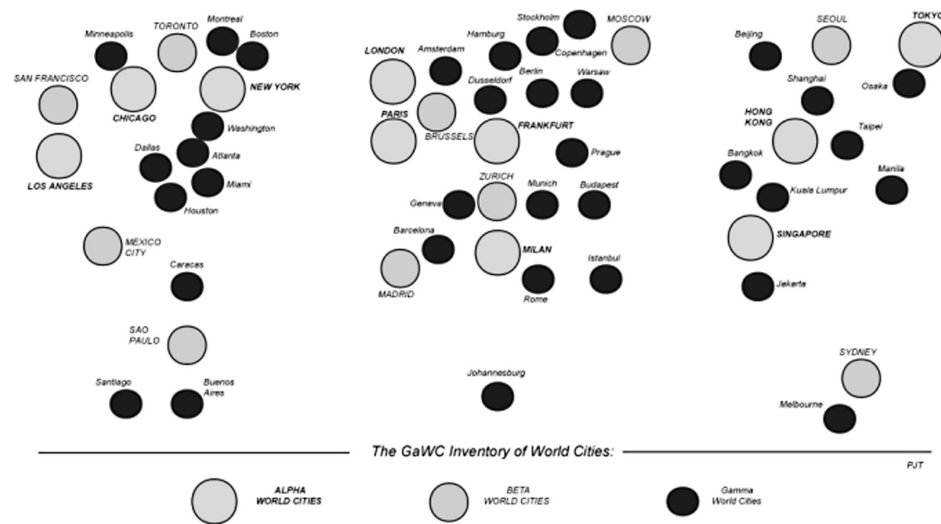 Minneapolis
TORONTO
Montreal
Boston
SAN FRANCISCO
CHICAGO
NEW YORK
LOS ANGELES
Washington
Dallas
Atlanta
Miami
Houston
MEXICO
CITY
Caracas
SAO
PAULO
Santiago
Buenos
Aires
LONDON
Amsterdam
Hamburg
Stockholm
Copenhagen
MOSCOW
PARIS
BRUSSELS
Dusseldorf
Berlin
Warsaw
FRANKFURT
Prague
ZURICH
Geneva
Munich
Budapest
Barcelona
MADRID
MILAN
Rome
Istanbul
Johannesburg
Beijing
SEOUL
TOKYO
Shanghai
Osaka
HONG
KONG
Taipei
Bangkok
Kuala Lumpur
Manila
SINGAPORE
Jakarta
SYDNEY
Melbourne
The GaWC Inventory of World Cities:
PJT
ALPHA
WORLD CITIES
BETA
WORLD CITIES
Gamma
World Cities